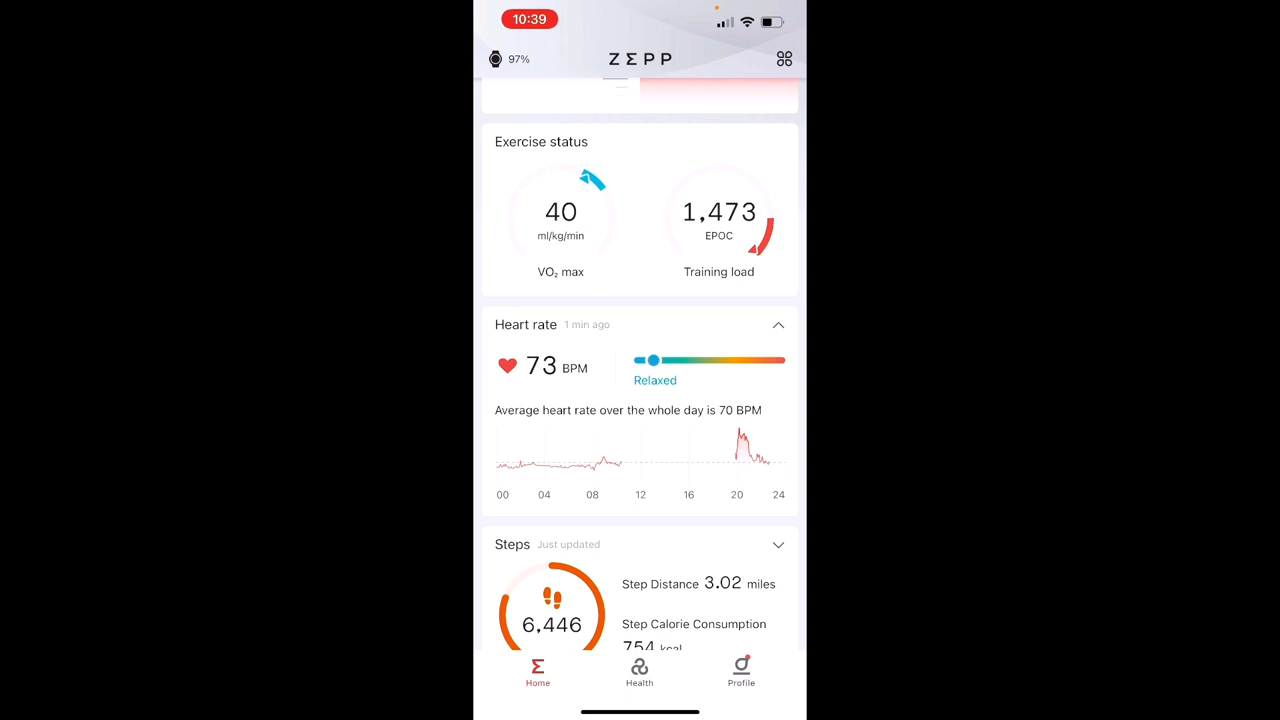 10:39
97%
ZΣPP
Exercise status
40
ml/kg/min
VO₂ max
1,473
EPOC
Training load
Heart rate 1 min ago
73 BPM
Relaxed
Average heart rate over the whole day is 70 BPM
00 04 08 12 16 20 24
Steps Just updated
6,446
Step Distance 3.02 miles
Step Calorie Consumption
754 kcal
Home Health Profile